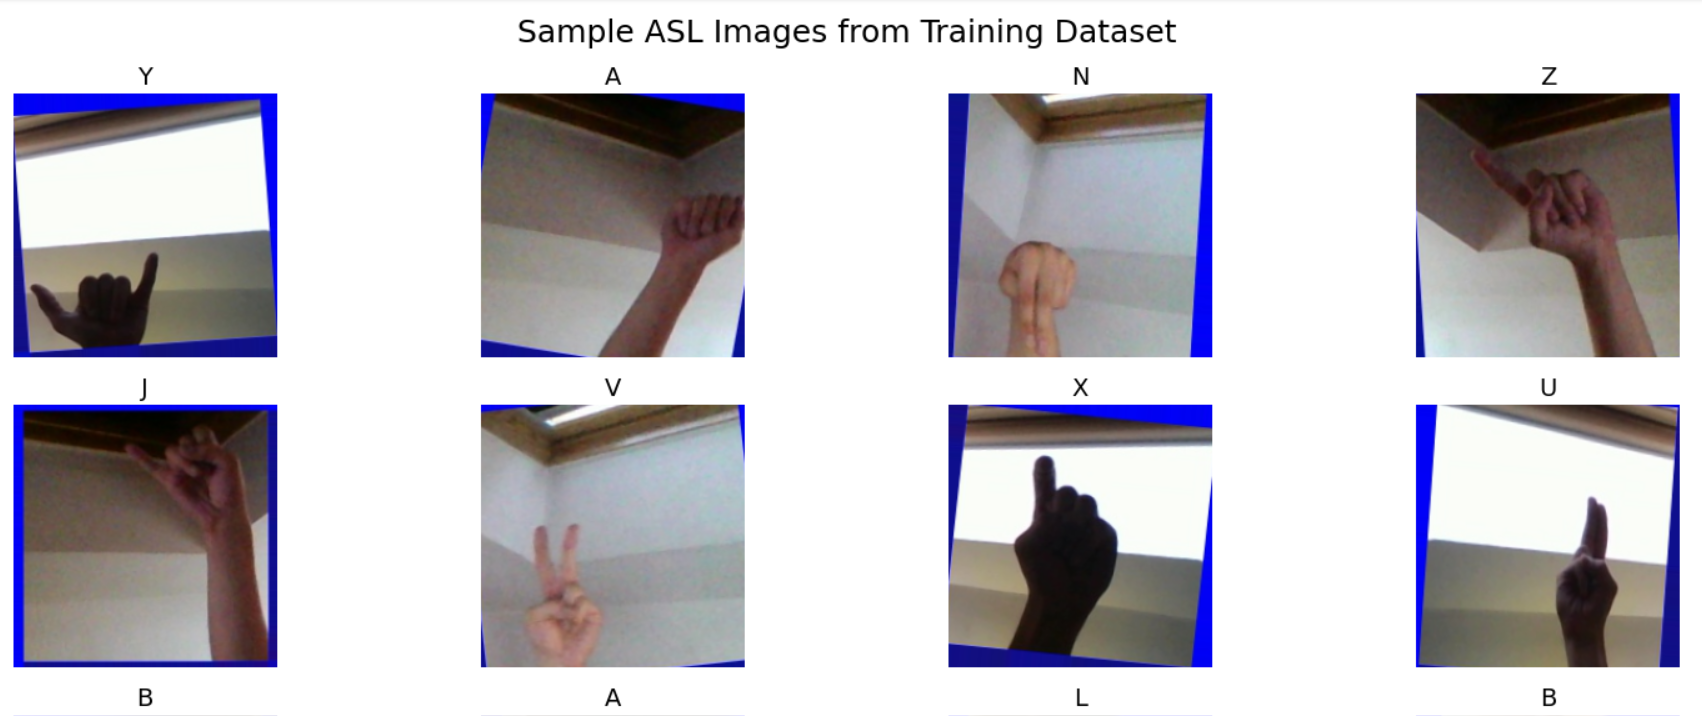 Sample ASL Images from Training Dataset
Y A N Z
J V X U
B A L B